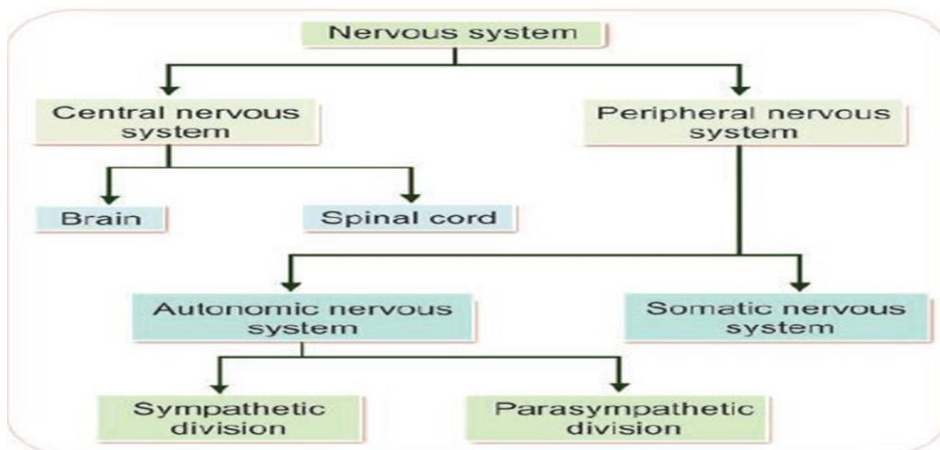 Nervous system
Central nervous
system
Peripheral nervous
system
Brain
Spinal cord
Autonomic nervous
system
Somatic nervous
system
Sympathetic
division
Parasympathetic
division